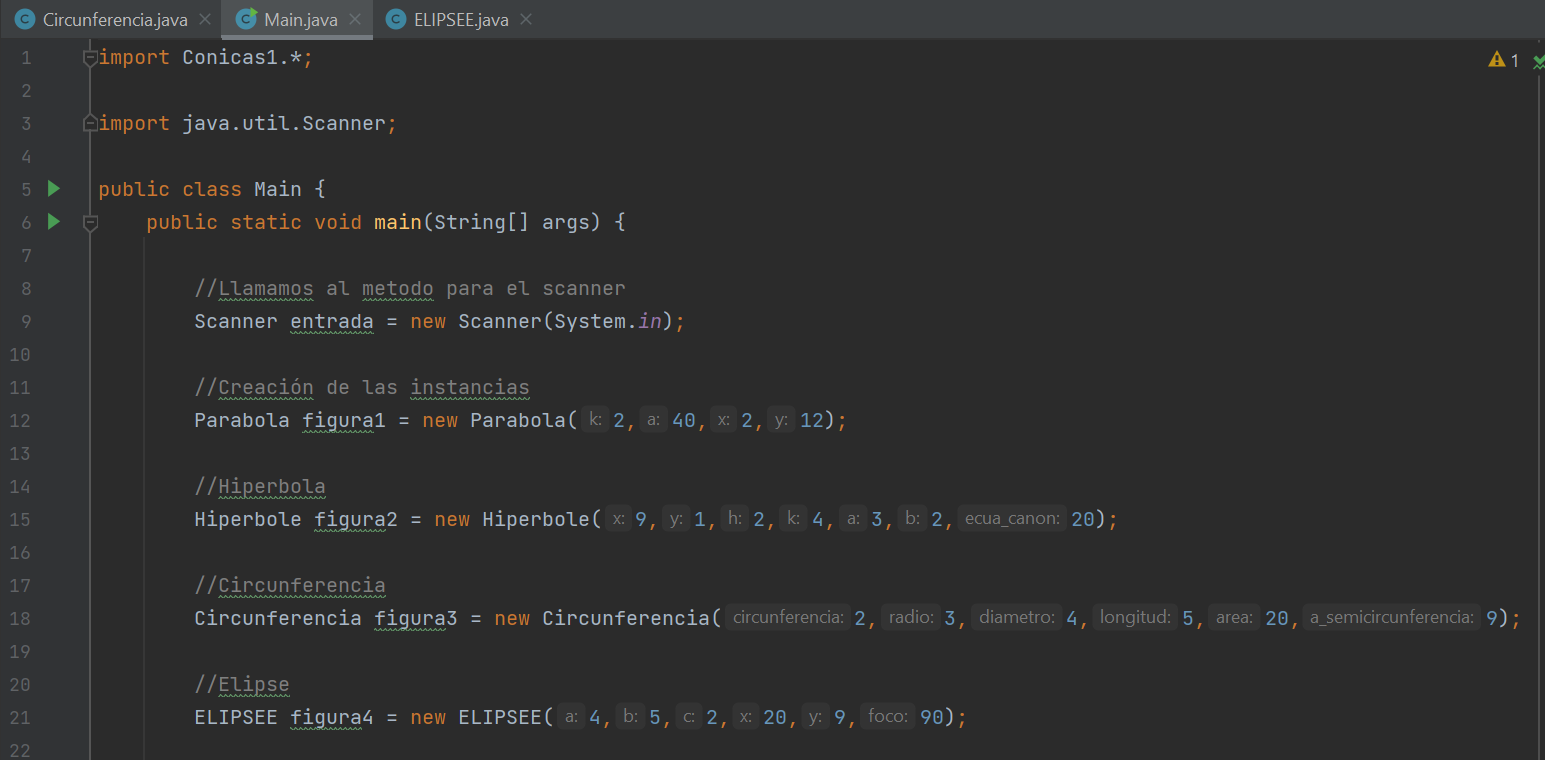 Circunferencia.java Main.java ELIPSEE.java
1 import Conicas1.*; 1
2
3 import java.util.Scanner;
4
5 public class Main {
6 public static void main(String[] args) {
7
8 //Llamamos al metodo para el scanner
9 Scanner entrada = new Scanner(System.in);
10
11 //Creación de las instancias
12 Parabola figura1 = new Parabola( k: 2, a: 40, x: 2, y: 12);
13
14 //Hiperbola
15 Hiperbole figura2 = new Hiperbole( x: 9, y: 1, h: 2, k: 4, a: 3, b: 2, ecua_canon: 20);
16
17 //Circunferencia
18 Circunferencia figura3 = new Circunferencia( circunferencia: 2, radio: 3, diametro: 4, longitud: 5, area: 20, a_semicircunferencia: 9);
19
20 //Elipse
21 ELIPSEE figura4 = new ELIPSEE( a: 4, b: 5, c: 2, x: 20, y: 9, foco: 90);
22